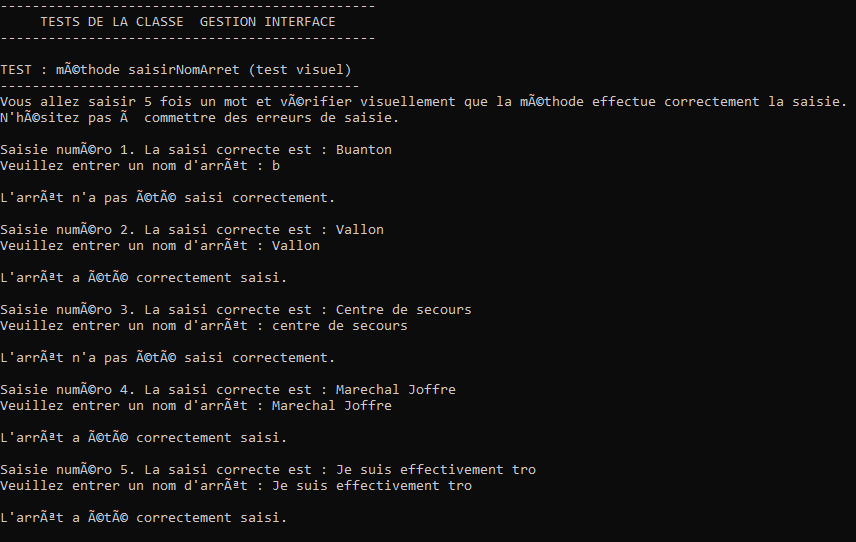 -----------------------------------------------
TESTS DE LA CLASSE  GESTION INTERFACE
-----------------------------------------------
TEST : mÃ©thode saisirNomArret (test visuel)
---------------------------------------------
Vous allez saisir 5 fois un mot et vÃ©rifier visuellement que la mÃ©thode effectue correctement la saisie.
N'hÃ©sitez pas Ã  commettre des erreurs de saisie.
Saisie numÃ©ro 1. La saisi correcte est : Buanton
Veuillez entrer un nom d'arrÃªt : b
L'arrÃªt n'a pas Ã©tÃ© saisi correctement.
Saisie numÃ©ro 2. La saisi correcte est : Vallon
Veuillez entrer un nom d'arrÃªt : Vallon
L'arrÃªt a Ã©tÃ© correctement saisi.
Saisie numÃ©ro 3. La saisi correcte est : Centre de secours
Veuillez entrer un nom d'arrÃªt : centre de secours
L'arrÃªt n'a pas Ã©tÃ© saisi correctement.
Saisie numÃ©ro 4. La saisi correcte est : Marechal Joffre
Veuillez entrer un nom d'arrÃªt : Marechal Joffre
L'arrÃªt a Ã©tÃ© correctement saisi.
Saisie numÃ©ro 5. La saisi correcte est : Je suis effectivement tro
Veuillez entrer un nom d'arrÃªt : Je suis effectivement tro
L'arrÃªt a Ã©tÃ© correctement saisi.